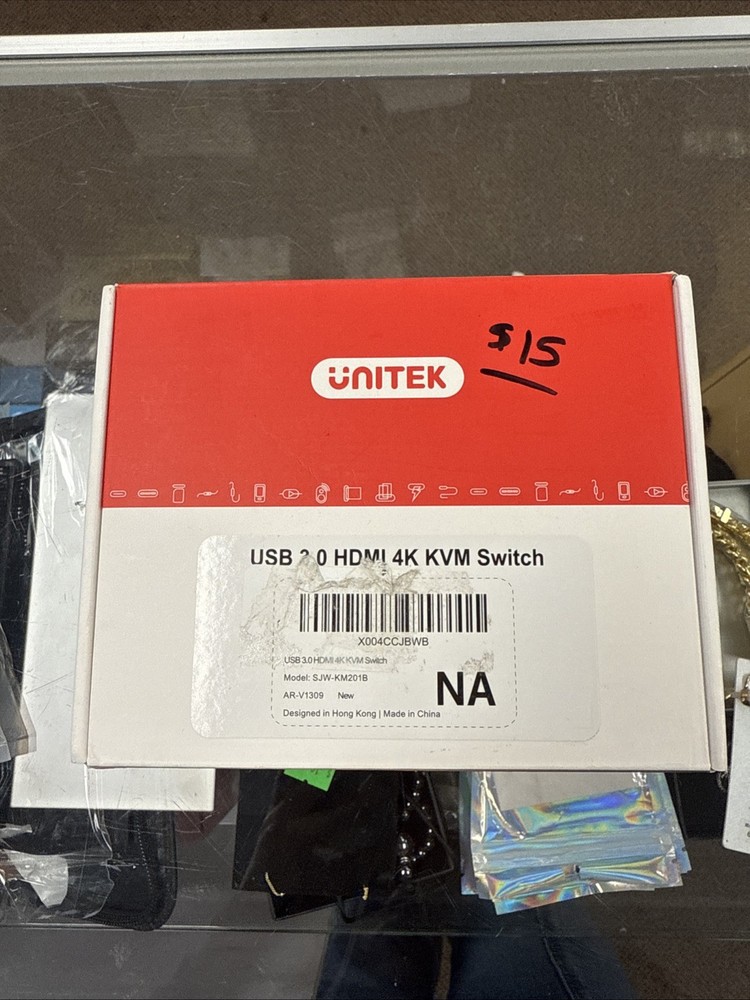 $15
UNITEK
USB 3.0 HDMI 4K KVM Switch
X004CCJBWB
USB 3.0 HDMI 4K KVM Switch
Model: SJW-KM201B
AR-V1309 New
NA
Designed in Hong Kong | Made in China